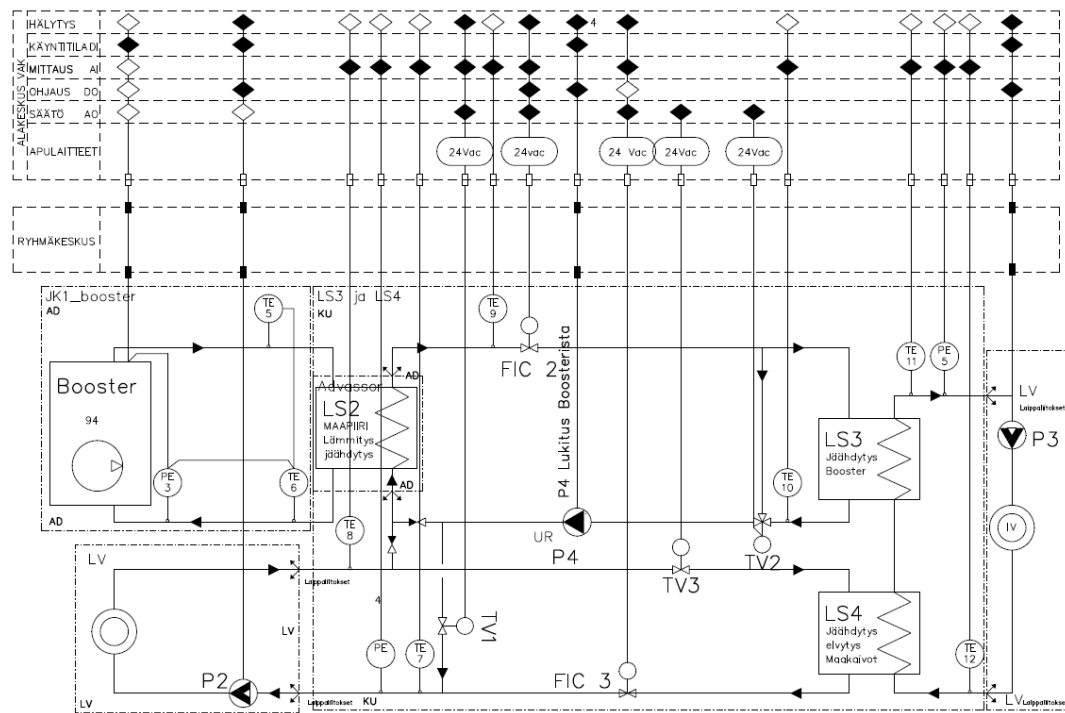 ALAKESKUS VAK
HÄLYTYS
4
KÄYNTITILADI
MITTAUS AI
OHJAUS DO
SÄÄTÖ AO
APULAITTEET
24Vac
24vac
24 Vac
24Vac
24Vac
RYHMÄKESKUS
JK1_booster
AD
LS3 ja LS4
KU
TE
5
TE
9
FIC 2
TE
11
PE
5
Booster
94
PE
3
TE
6
AD
Advassor
AD
LS2
MAAPIIRI
Lämmitys
jäähdytys
AD
TE
8
P4 Lukitus Boosterista
UR
P4
TE
10
TV2
LS3
Jäähdytys
Booster
LV
Laippaliitokset
P3
IV
LV
Laippaliitokset
LV
P2
LV
4
PE
TE
7
TV1
TV3
FIC 3
LS4
Jäähdytys
elvytys
Maakaivot
TE
12
Laippaliitokset
KU
LV
Laippaliitokset